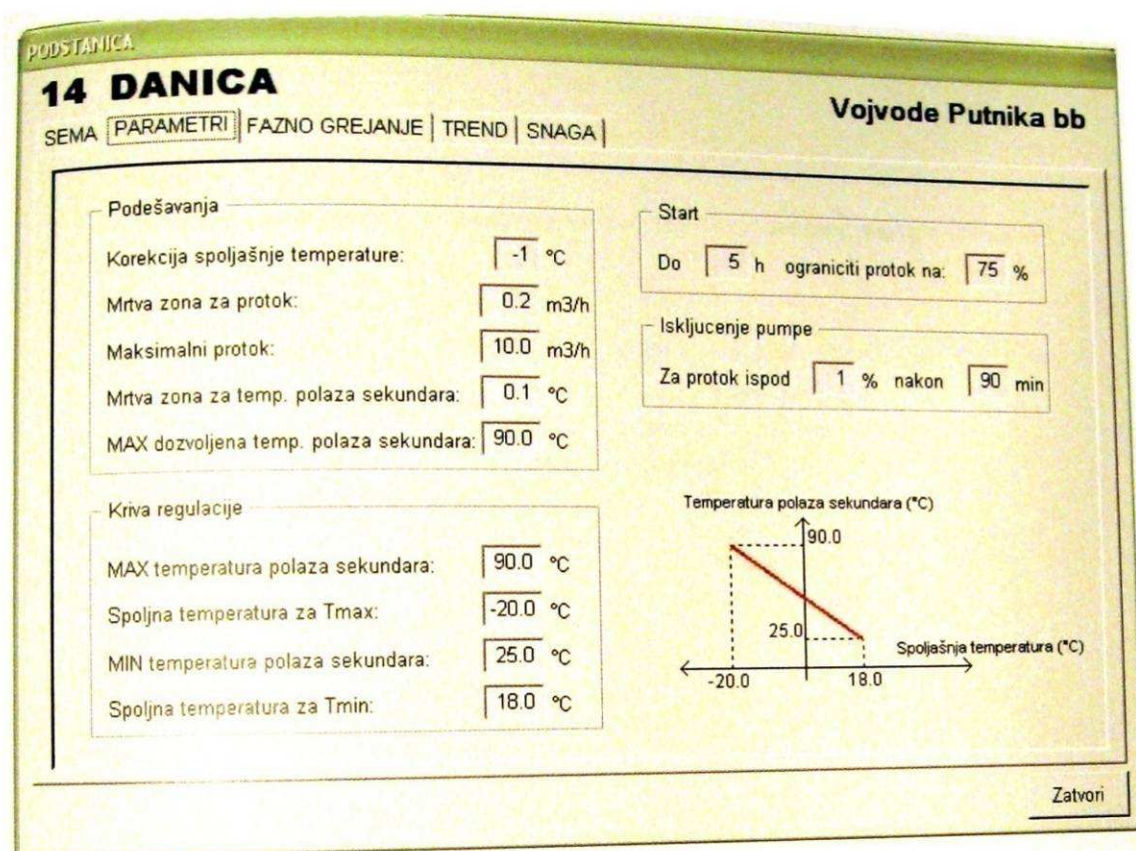 PODSTANICA
14 DANICA
Vojvode Putnika bb
SEMA PARAMETRI FAZNO GREJANJE TREND SNAGA
Podešavanja
Korekcija spoljašnje temperature: -1 °C
Mrtva zona za protok: 0.2 m3/h
Maksimalni protok: 10.0 m3/h
Mrtva zona za temp. polaza sekundara: 0.1 °C
MAX dozvoljena temp. polaza sekundara: 90.0 °C
Kriva regulacije
MAX temperatura polaza sekundara: 90.0 °C
Spoljna temperatura za Tmax: -20.0 °C
MIN temperatura polaza sekundara: 25.0 °C
Spoljna temperatura za Tmin: 18.0 °C
Start
Do 5 h ograniciti protok na: 75 %
Iskljucenje pumpe
Za protok ispod 1 % nakon 90 min
Temperatura polaza sekundara (°C)
90.0
25.0
Spoljašnja temperatura (°C)
-20.0 18.0
Zatvori